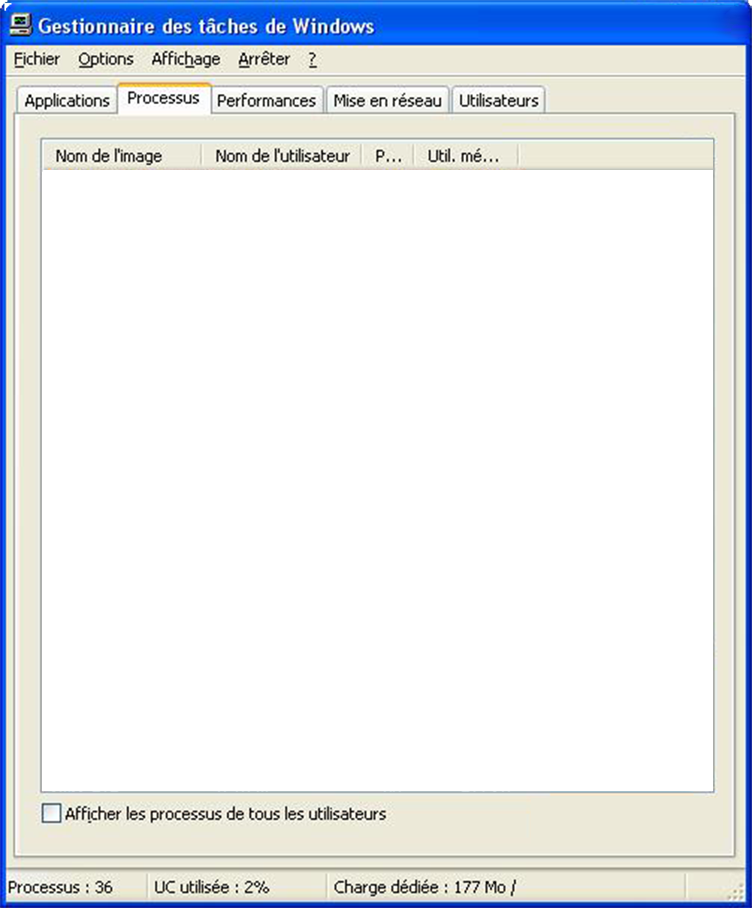 Gestionnaire des tâches de Windows
Fichier Options Affichage Arrêter ?
Applications Processus Performances Mise en réseau Utilisateurs
Nom de l'image Nom de l'utilisateur P... Util. mé...
Afficher les processus de tous les utilisateurs
Processus : 36 UC utilisée : 2% Charge dédiée : 177 Mo /